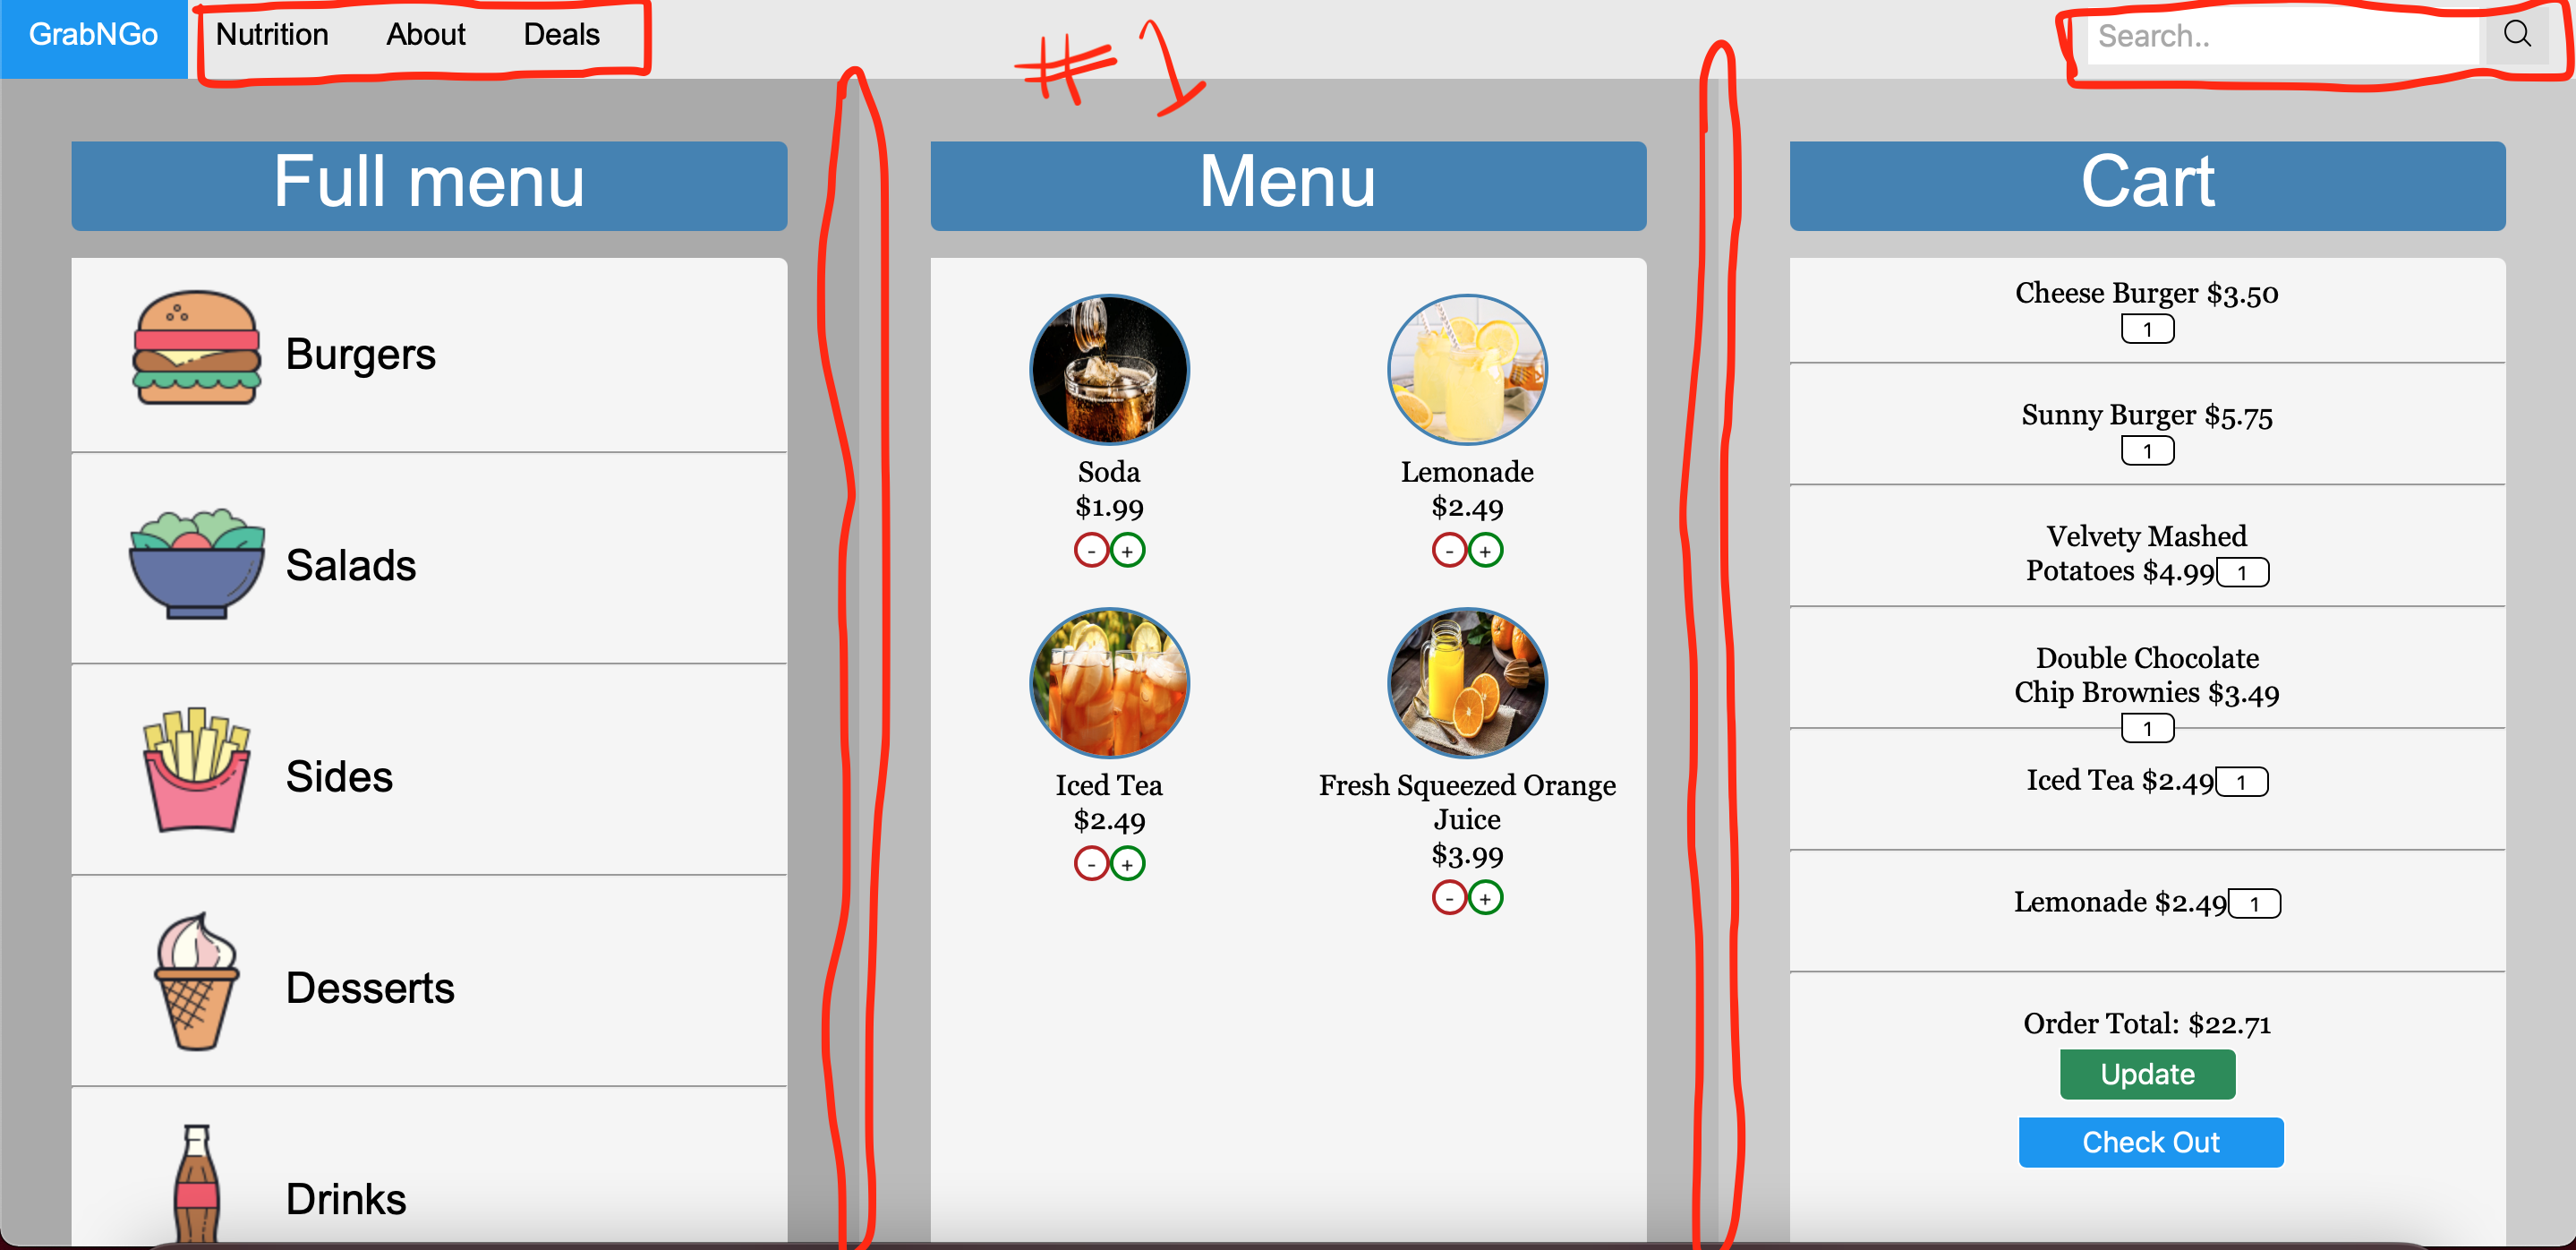 GrabNGo Nutrition About Deals #1 Search..
Full menu
Burgers
Salads
Sides
Desserts
Drinks
Menu
Soda
$1.99
- +
Lemonade
$2.49
- +
Iced Tea
$2.49
- +
Fresh Squeezed Orange
Juice
$3.99
- +
Cart
Cheese Burger $3.50
1
Sunny Burger $5.75
1
Velvety Mashed
Potatoes $4.99 1
Double Chocolate
Chip Brownies $3.49
1
Iced Tea $2.49 1
Lemonade $2.49 1
Order Total: $22.71
Update
Check Out